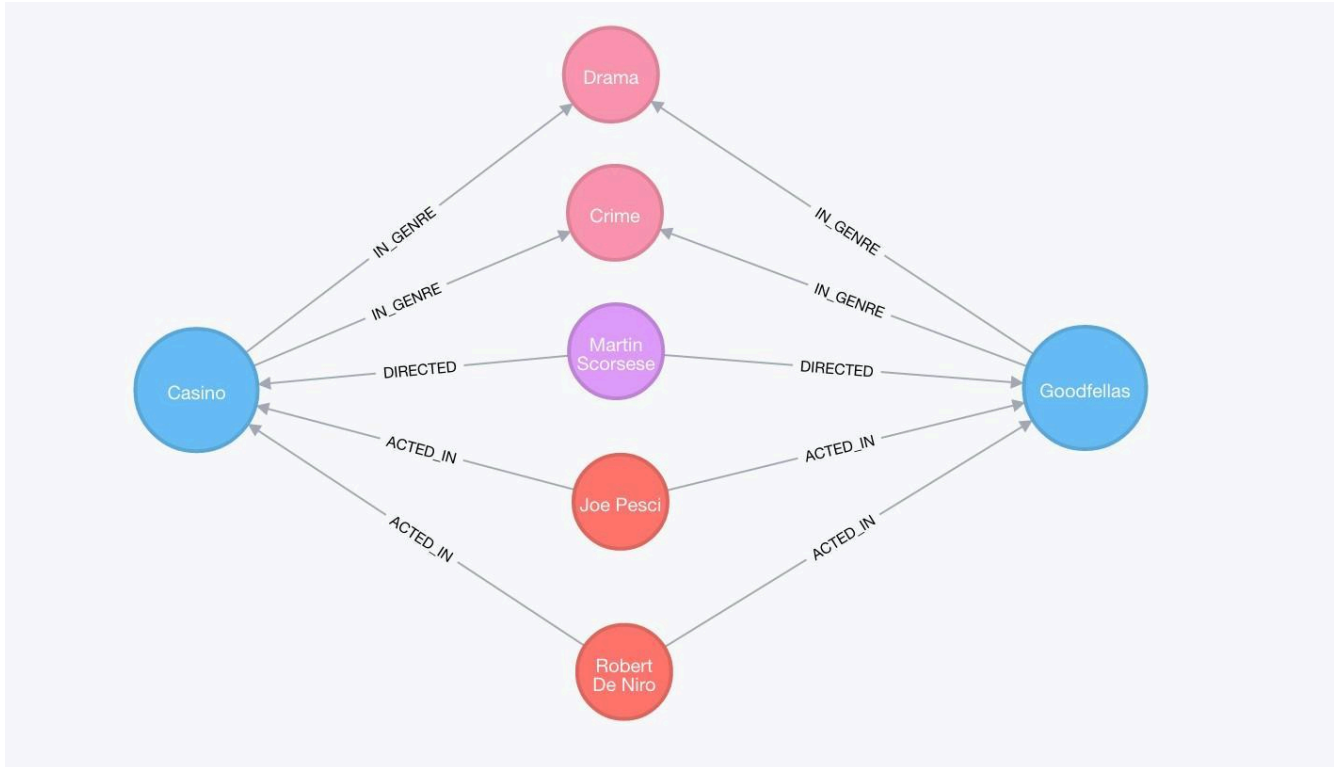 Drama
IN_GENRE
IN_GENRE
Crime
IN_GENRE
IN_GENRE
Martin
Scorsese
DIRECTED
DIRECTED
Casino
Goodfellas
ACTED_IN
ACTED_IN
Joe Pesci
ACTED_IN
ACTED_IN
Robert
De Niro